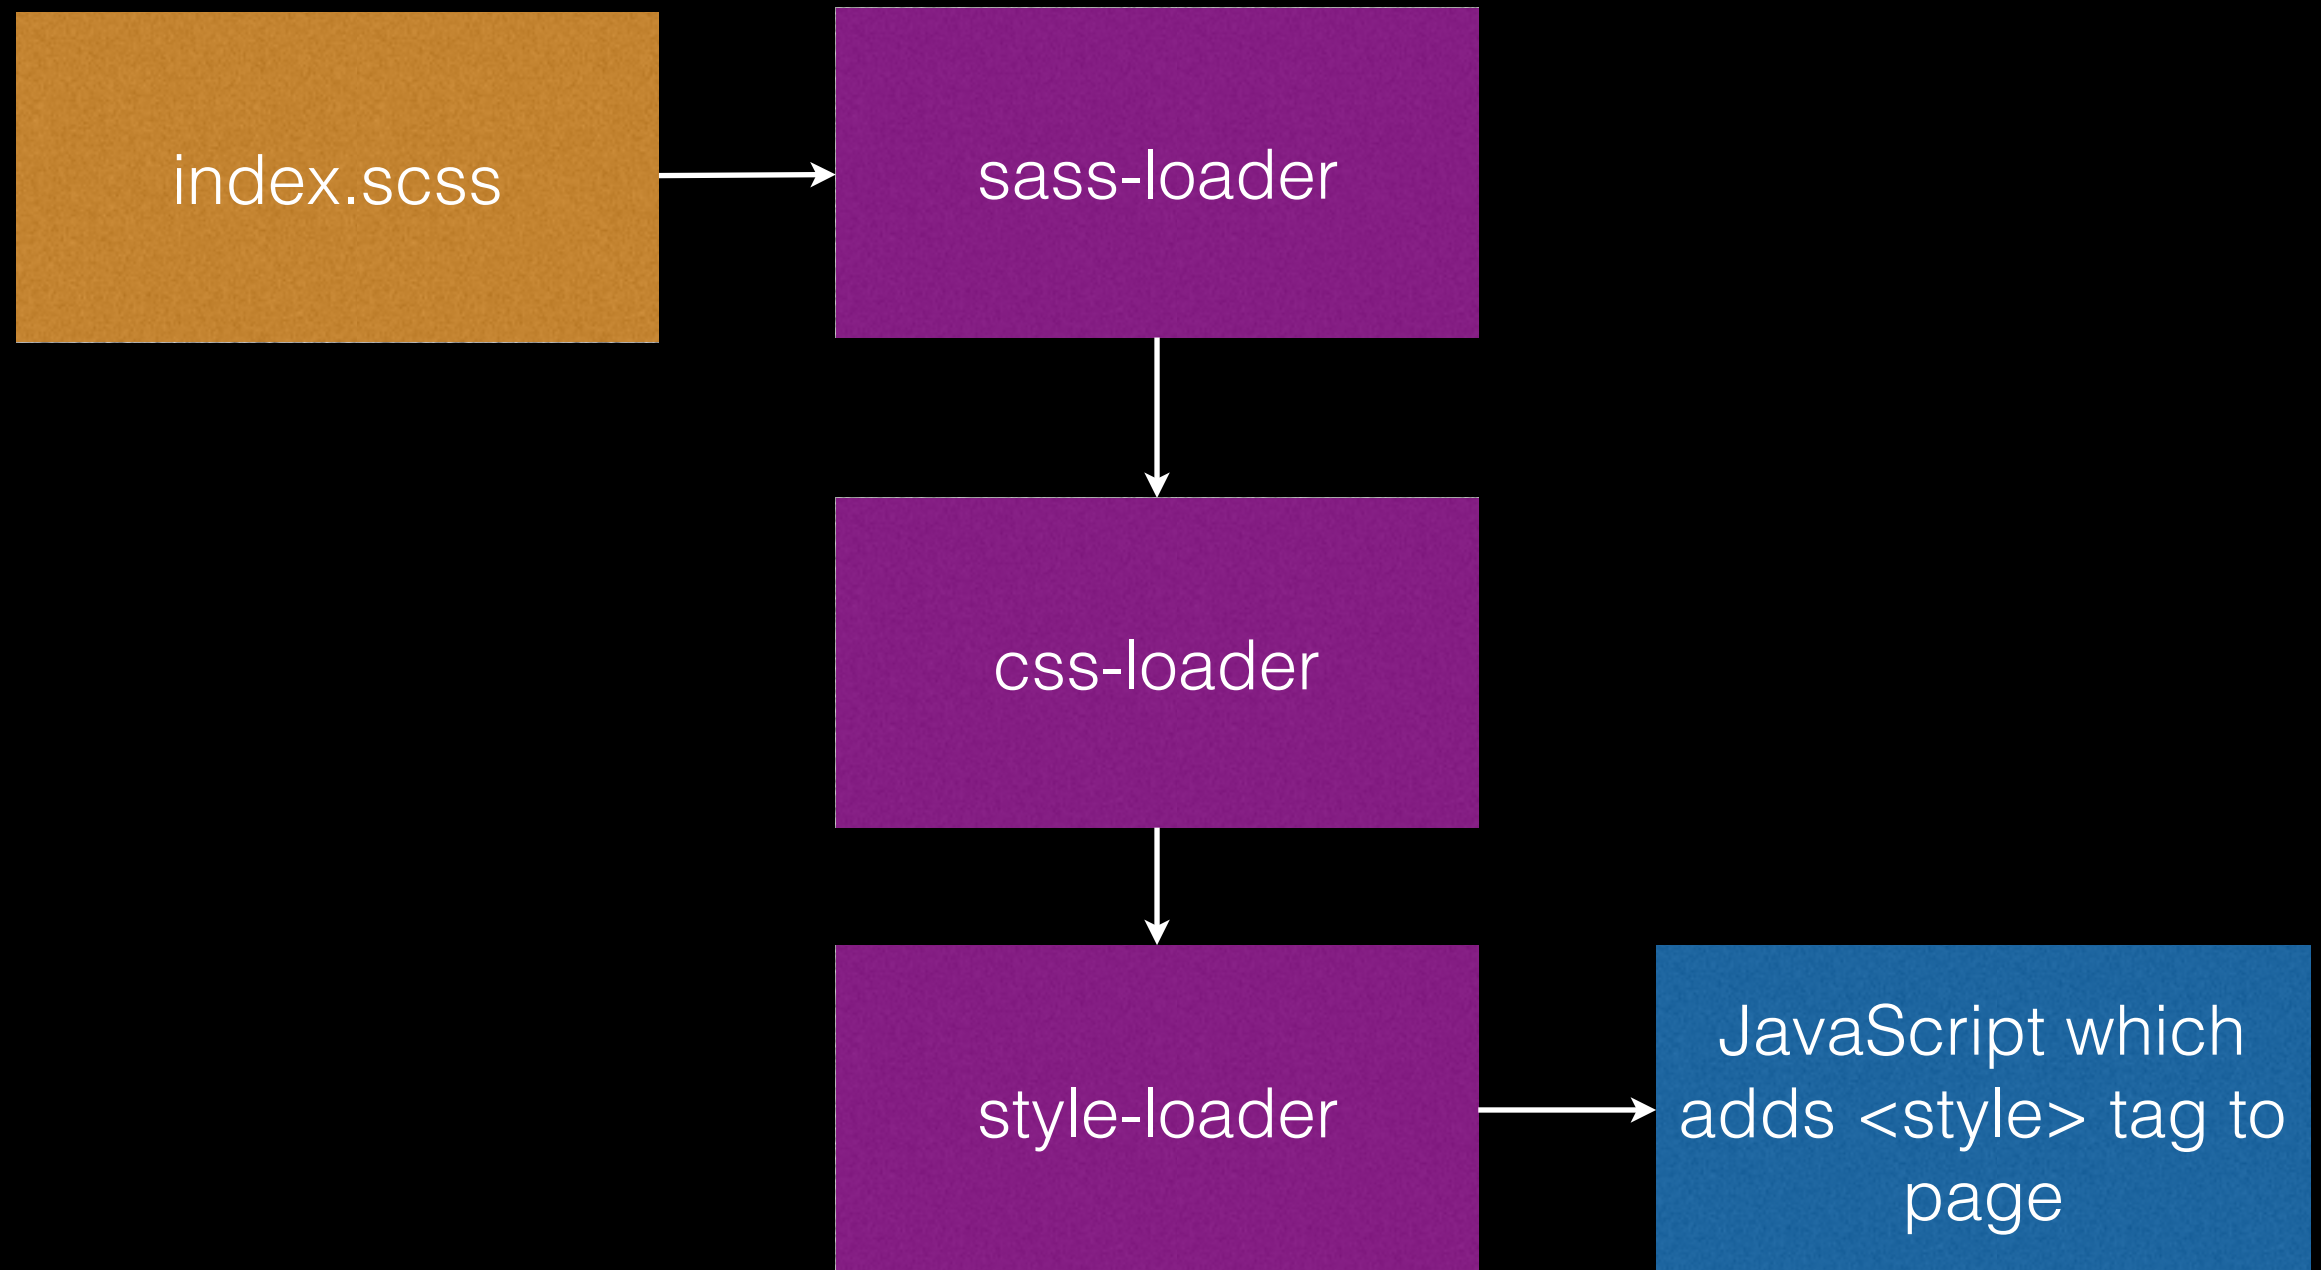 index.scss
sass-loader
css-loader
style-loader
JavaScript which
adds <style> tag to
page